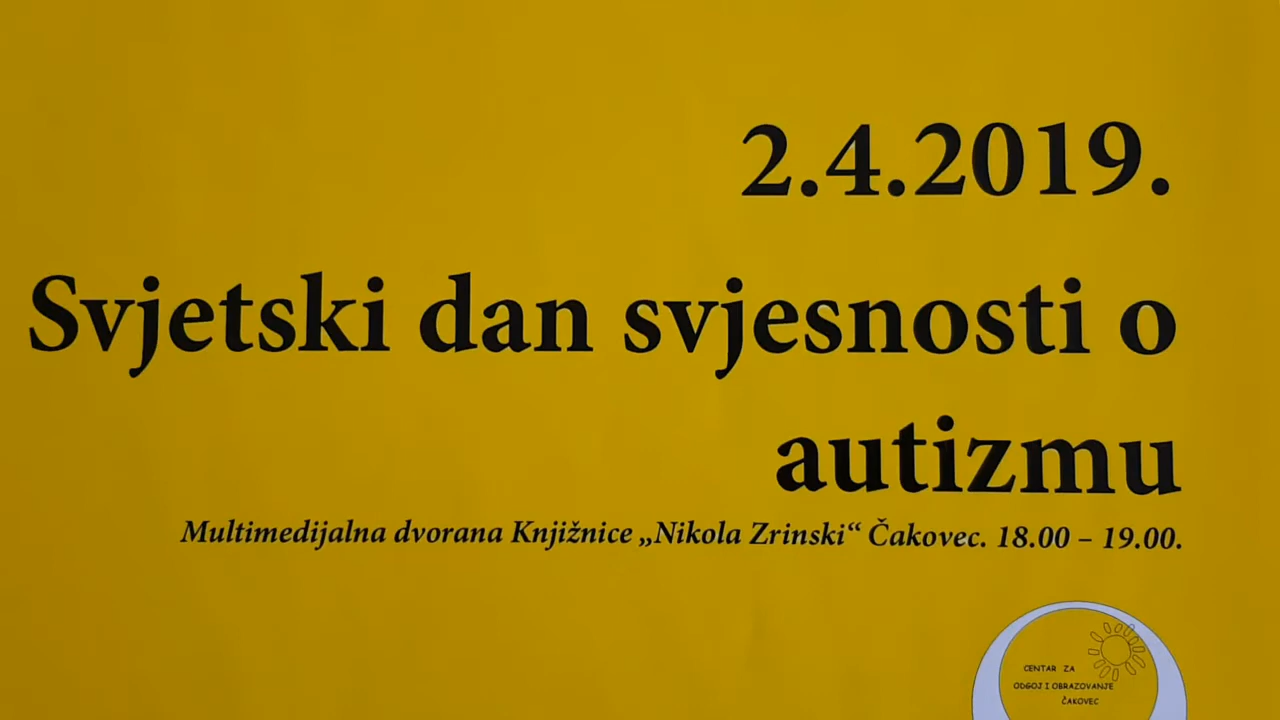 2.4.2019.
Svjetski dan svjesnosti o
autizmu
Multimedijalna dvorana Knjižnice „Nikola Zrinski“ Čakovec. 18.00 – 19.00.
CENTAR ZA
ODGOJ I OBRAZOVANJE
ČAKOVEC